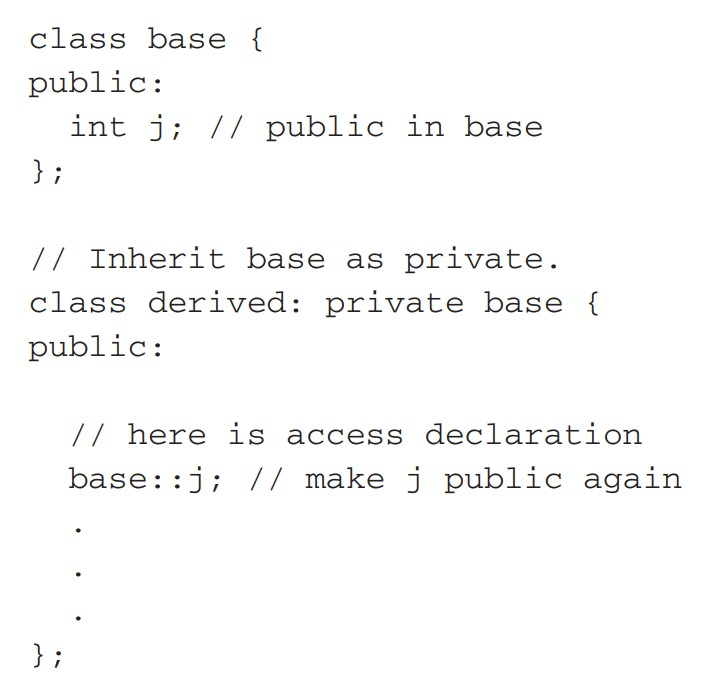 class base {
public:
  int j; // public in base
};

// Inherit base as private.
class derived: private base {
public:

  // here is access declaration
  base::j; // make j public again
  .
  .
  .
};